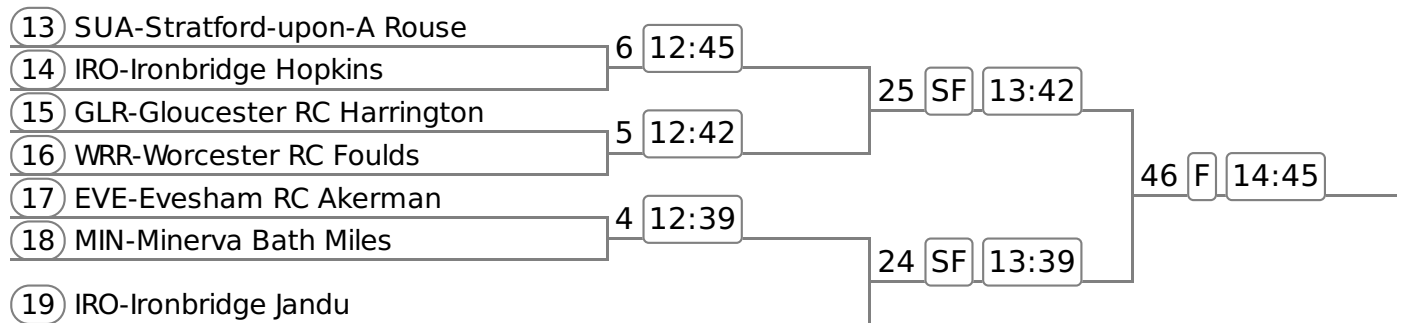 13 SUA-Stratford-upon-A Rouse
6 12:45
14 IRO-Ironbridge Hopkins
25 SF 13:42
15 GLR-Gloucester RC Harrington
5 12:42
16 WRR-Worcester RC Foulds
46 F 14:45
17 EVE-Evesham RC Akerman
4 12:39
18 MIN-Minerva Bath Miles
24 SF 13:39
19 IRO-Ironbridge Jandu